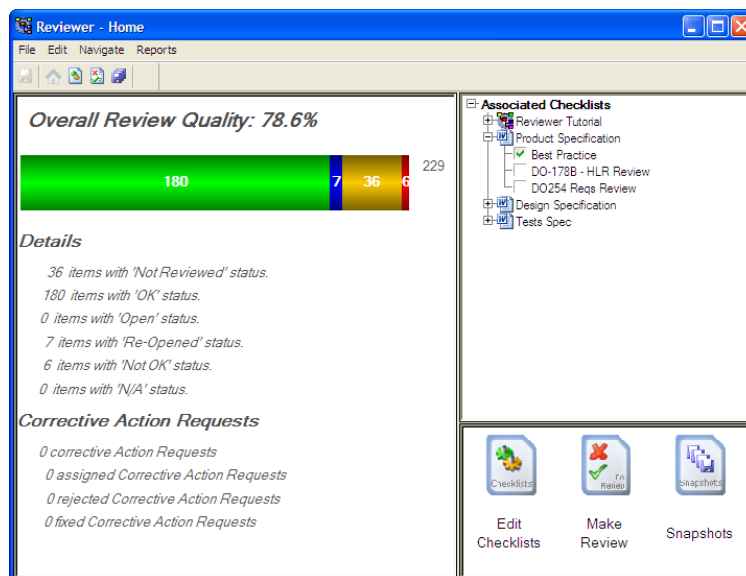 Reviewer - Home
File Edit Navigate Reports
Overall Review Quality: 78.6%
180 7 36 6 229
Details
36 items with 'Not Reviewed' status.
180 items with 'OK' status.
0 items with 'Open' status.
7 items with 'Re-Opened' status.
6 items with 'Not OK' status.
0 items with 'N/A' status.
Corrective Action Requests
0 corrective Action Requests
0 assigned Corrective Action Requests
0 rejected Corrective Action Requests
0 fixed Corrective Action Requests
Associated Checklists
Reviewer Tutorial
Product Specification
Best Practice
DO-178B - HLR Review
DO254 Reqs Review
Design Specification
Tests Spec
Checklists
Do
Review
Snapshots
Edit
Checklists
Make
Review
Snapshots